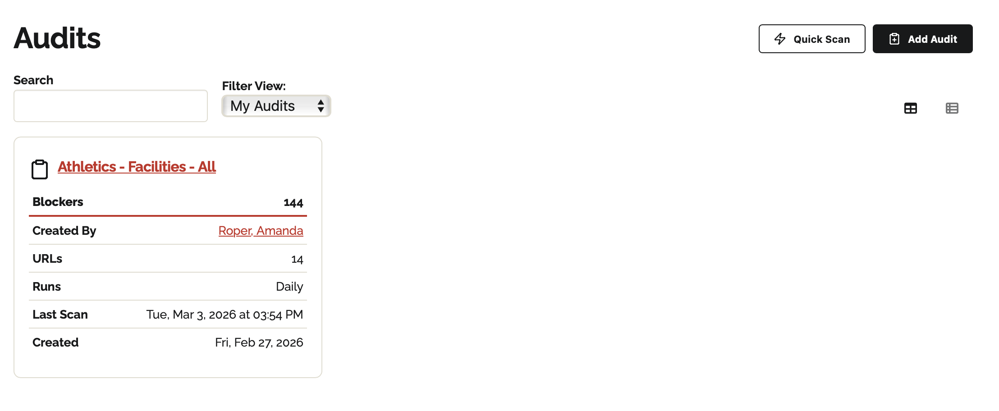 Audits
Quick Scan
Add Audit
Search
Filter View:
My Audits
Athletics - Facilities - All
Blockers 144
Created By Roper, Amanda
URLs 14
Runs Daily
Last Scan Tue, Mar 3, 2026 at 03:54 PM
Created Fri, Feb 27, 2026